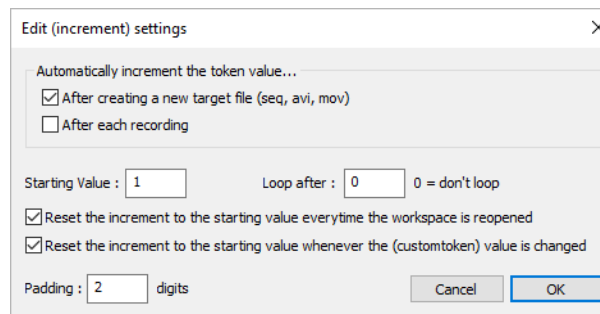 Edit (increment) settings
Automatically increment the token value...
After creating a new target file (seq, avi, mov)
After each recording
Starting Value : 1 Loop after : 0 0 = don't loop
Reset the increment to the starting value everytime the workspace is reopened
Reset the increment to the starting value whenever the (customtoken) value is changed
Padding : 2 digits Cancel OK